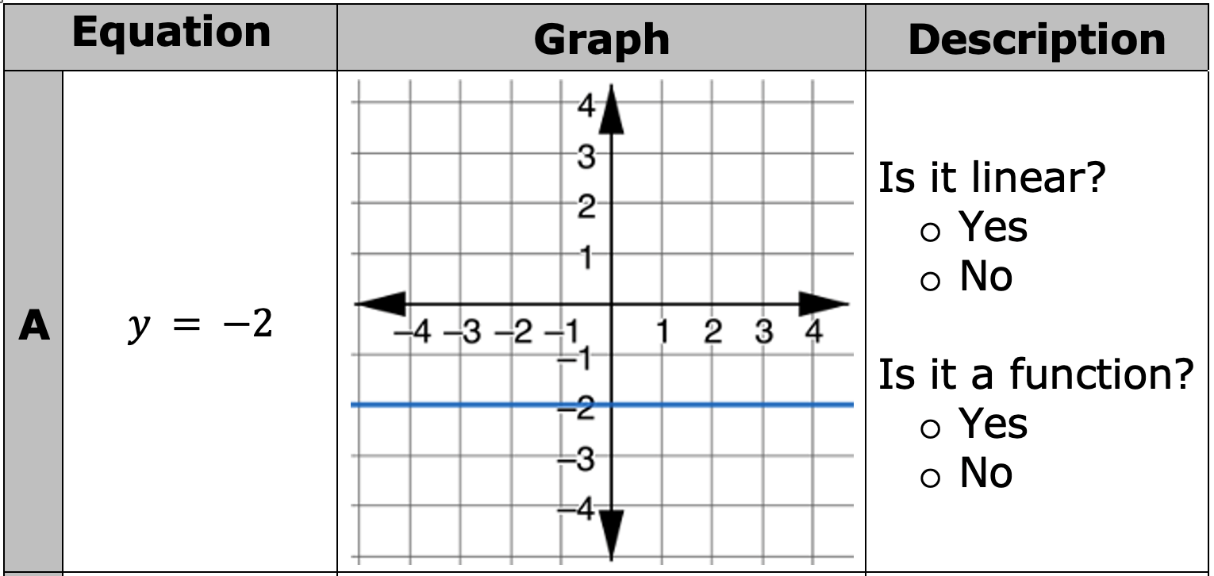 Equation Graph Description
A
y = −2
4
3
2
1
−4 −3 −2 −1 1 2 3 4
−1
−2
−3
−4
Is it linear?
○ Yes
○ No
Is it a function?
○ Yes
○ No